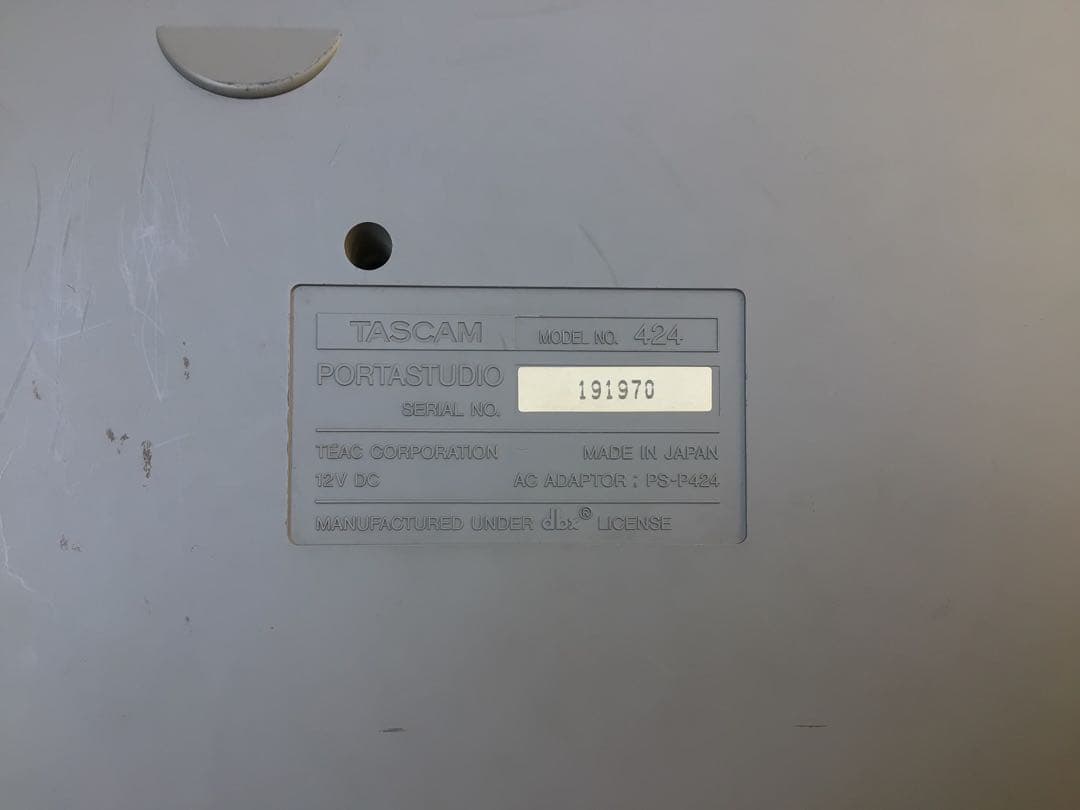 TASCAM MODEL NO. 424
PORTASTUDIO
SERIAL NO. 191970
TEAC CORPORATION MADE IN JAPAN
12V DC AC ADAPTOR : PS-P424
MANUFACTURED UNDER dbx® LICENSE